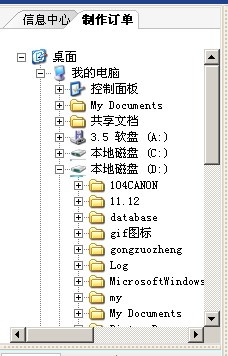 信息中心 制作订单
桌面
我的电脑
控制面板
My Documents
共享文档
3.5 软盘 (A:)
本地磁盘 (C:)
本地磁盘 (D:)
104CANON
11.12
database
gif图标
gongzuozheng
Log
MicrosoftWindows
my
My Documents